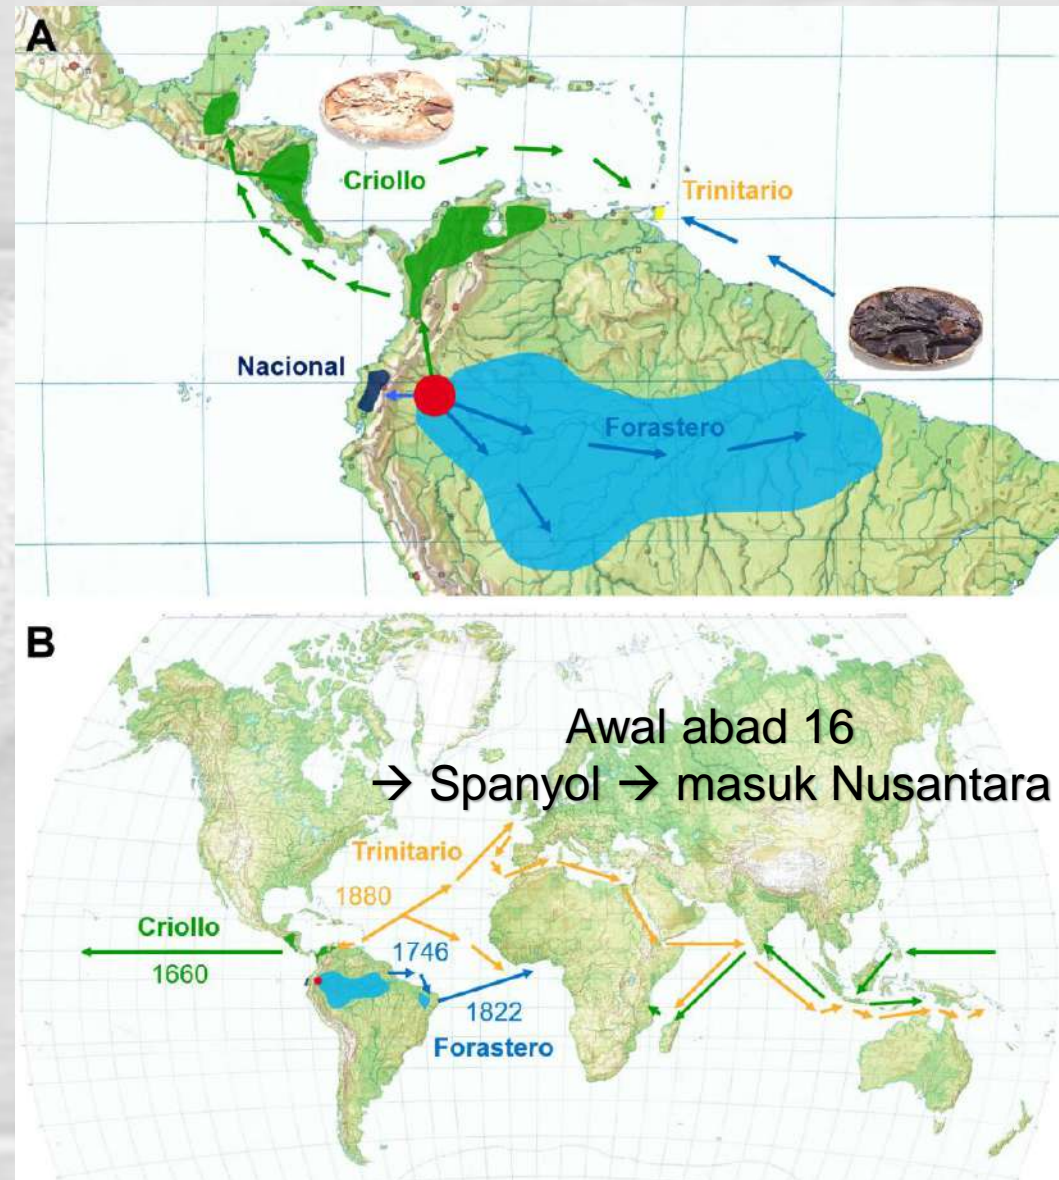 A
Criollo
Trinitario
Nacional
Forastero
B
Awal abad 16
→ Spanyol → masuk Nusantara
Trinitario
1880
Criollo
1746
1660
1822
Forastero